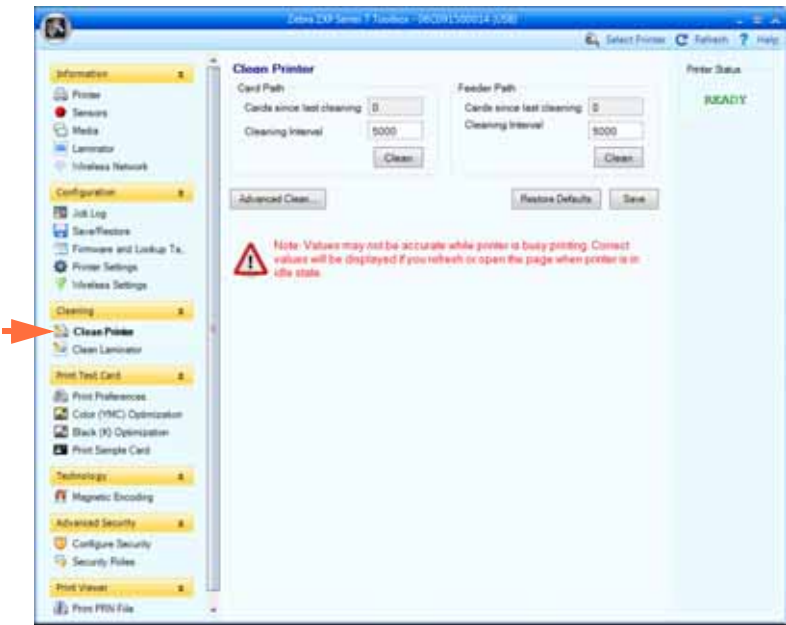 Zebra ZXP Series 7 Toolbox - 06C091500014 (USB)
Select Printer Refresh ? Help
Information
Printer
Sensors
Media
Laminator
Wireless Network
Configuration
Job Log
Save/Restore
Firmware and Lookup Ta..
Printer Settings
Wireless Settings
Cleaning
Clean Printer
Clean Laminator
Print Test Card
Print Preferences
Color (YMC) Optimization
Black (K) Optimization
Print Sample Card
Technology
Magnetic Encoding
Advanced Security
Configure Security
Security Roles
Print Viewer
Print PRN File
Clean Printer
Card Path
Cards since last cleaning 0
Cleaning Interval 5000
Clean
Feeder Path
Cards since last cleaning 0
Cleaning Interval 5000
Clean
Advanced Clean...
Restore Defaults Save
Note: Values may not be accurate while printer is busy printing. Correct
values will be displayed if you refresh or open the page when printer is in
idle state.
Printer Status
READY